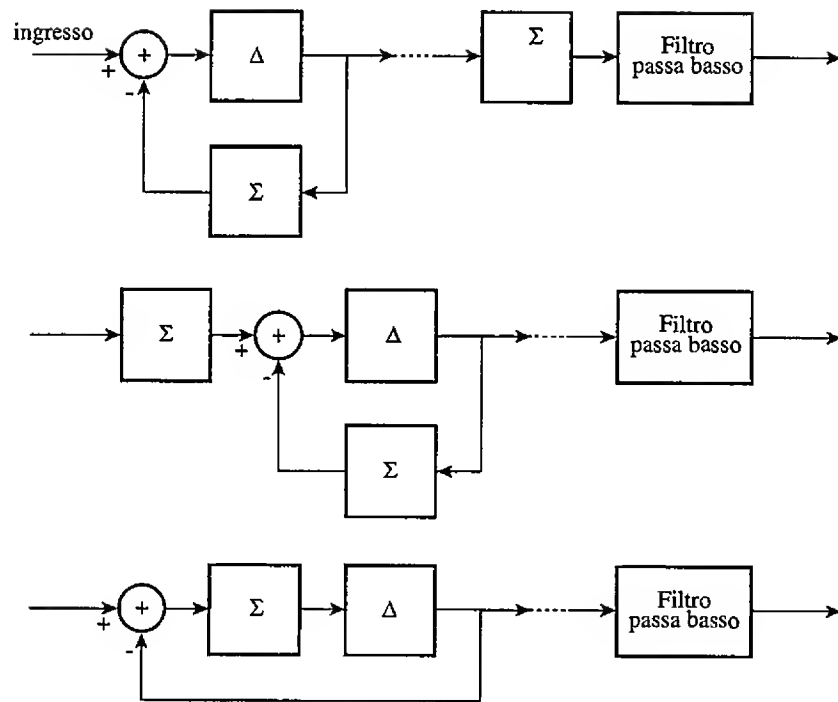 ingresso
+
+
-
Δ
Σ
Σ
Filtro
passa basso
Σ
+
+
-
Δ
Σ
Filtro
passa basso
+
+
-
Σ
Δ
Filtro
passa basso